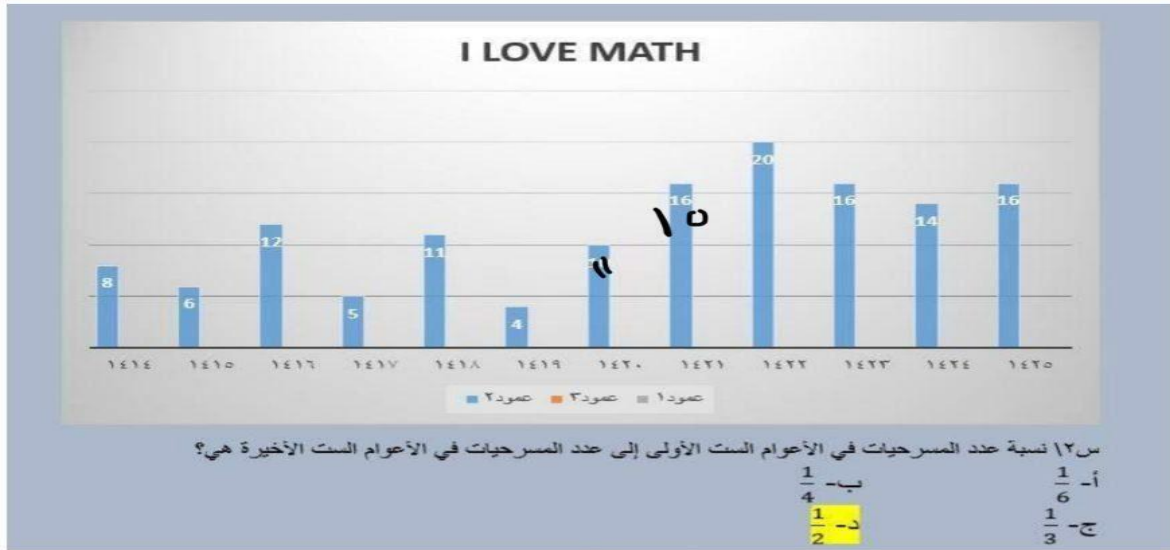 I LOVE MATH
20
16
16
16
١٥
14
12
11
١١
8
6
5
4
١٤١٤ ١٤١٥ ١٤١٦ ١٤١٧ ١٤١٨ ١٤١٩ ١٤٢٠ ١٤٢١ ١٤٢٢ ١٤٢٣ ١٤٢٤ ١٤٢٥
عمود١ عمود٣ عمود٢
س١٢\ نسبة عدد المسرحيات في الأعوام الست الأولى إلى عدد المسرحيات في الأعوام الست الأخيرة هي؟
أ- 1/6 ب- 1/4
ج- 1/3 د- 1/2